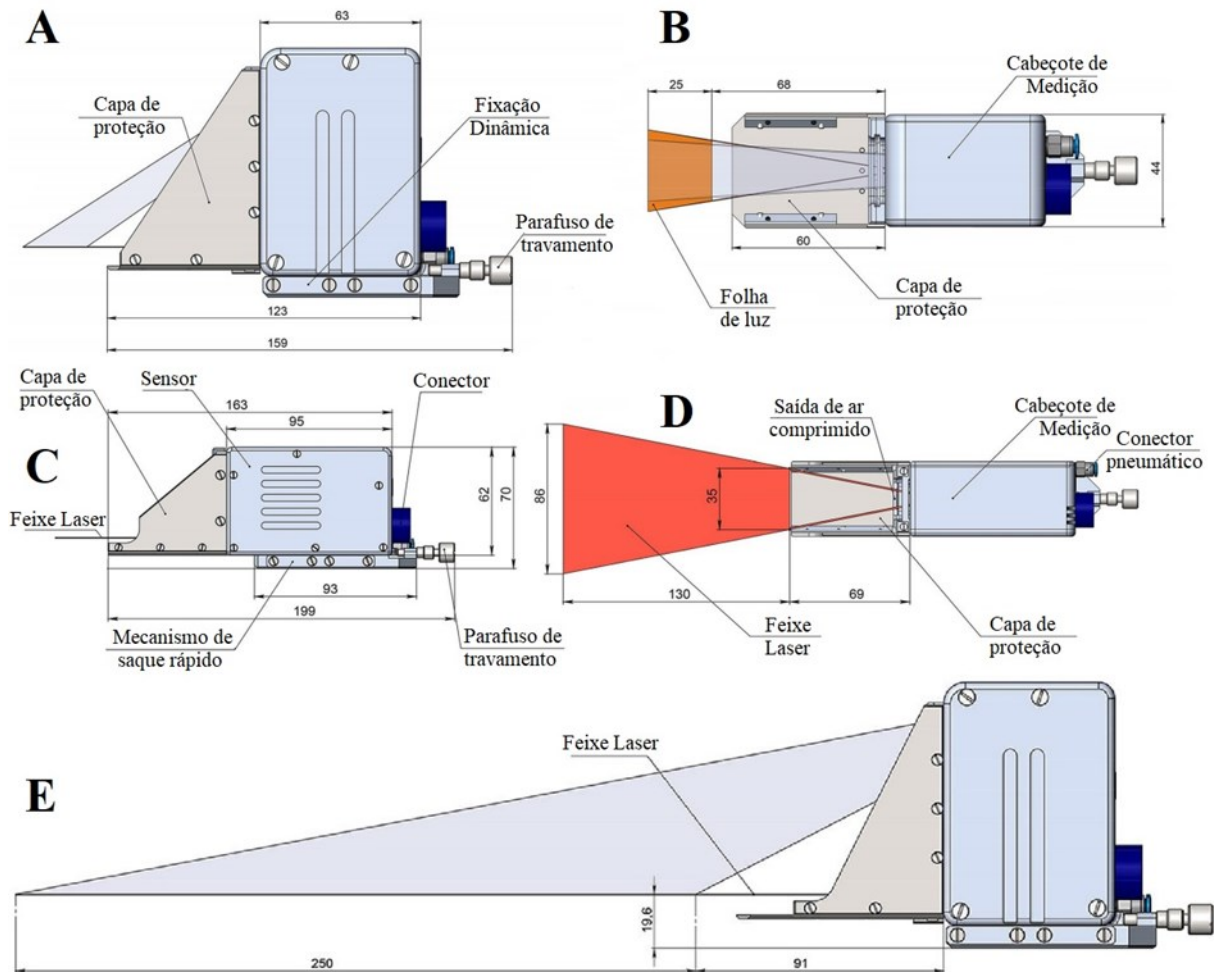 A
63
Capa de
proteção
Fixação
Dinâmica
Parafuso de
travamento
123
159
B
25
68
Cabeçote de
Medição
44
60
Folha
de luz
Capa de
proteção
C
Capa de
proteção
Sensor
Conector
163
95
62
70
Feixe Laser
93
199
Mecanismo de
saque rápido
Parafuso de
travamento
D
Saída de ar
comprimido
Cabeçote de
Medição
Conector
pneumático
86
35
130
69
Feixe
Laser
Capa de
proteção
E
Feixe Laser
19,6
250
91